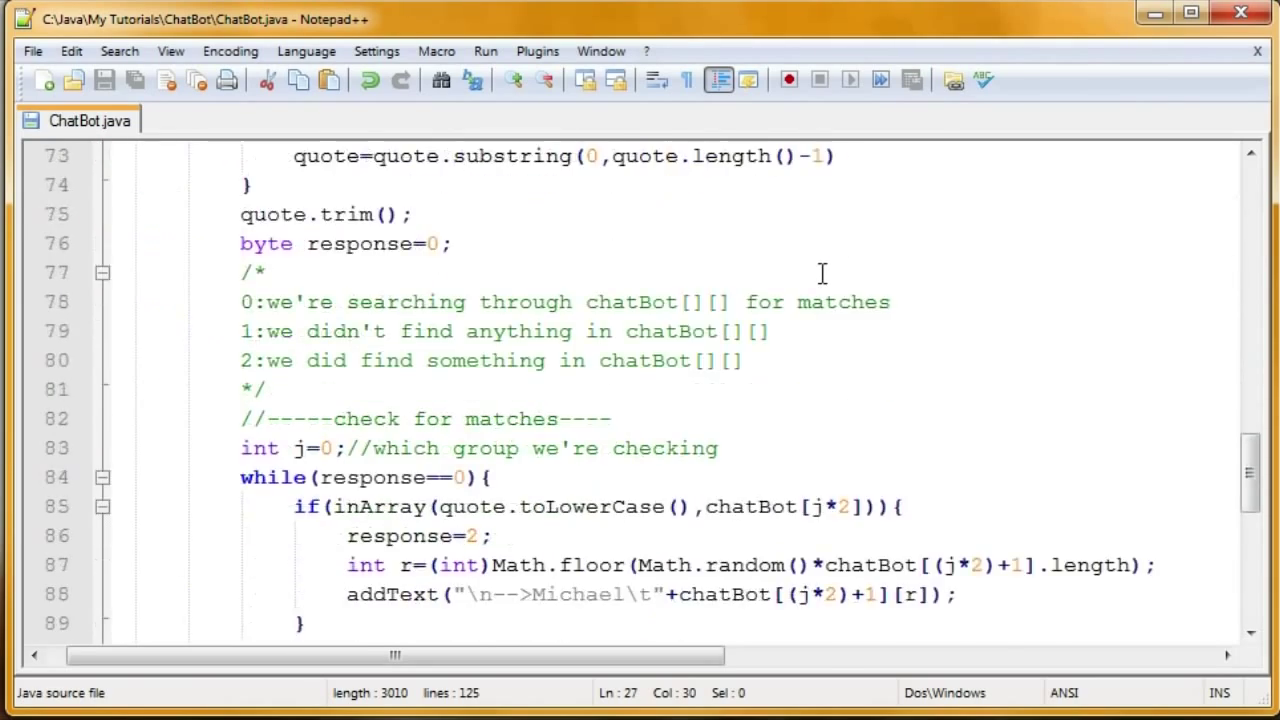 C:\Java\My Tutorials\ChatBot\ChatBot.java - Notepad++
File Edit Search View Encoding Language Settings Macro Run Plugins Window ? X
ABC
ChatBot.java
73 quote=quote.substring(0,quote.length()-1)
74 }
75 quote.trim();
76 byte response=0;
77 /*
78 0:we're searching through chatBot[][] for matches
79 1:we didn't find anything in chatBot[][]
80 2:we did find something in chatBot[][]
81 */
82 //-----check for matches----
83 int j=0;//which group we're checking
84 while(response==0){
85 if(inArray(quote.toLowerCase(),chatBot[j*2])){
86 response=2;
87 int r=(int)Math.floor(Math.random()*chatBot[(j*2)+1].length);
88 addText("\n-->Michael\t"+chatBot[(j*2)+1][r]);
89 }
Java source file length : 3010 lines : 125 Ln : 27 Col : 30 Sel : 0 Dos\Windows ANSI INS